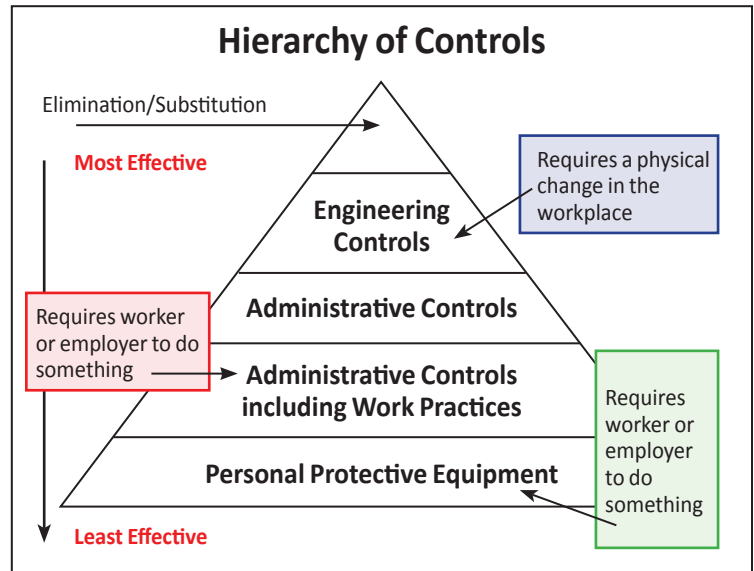 Hierarchy of Controls
Elimination/Substitution
Most Effective
Requires a physical
change in the
workplace
Engineering
Controls
Administrative Controls
Requires worker
or employer to do
something
Administrative Controls
including Work Practices
Requires
worker or
employer
to do
something
Personal Protective Equipment
Least Effective